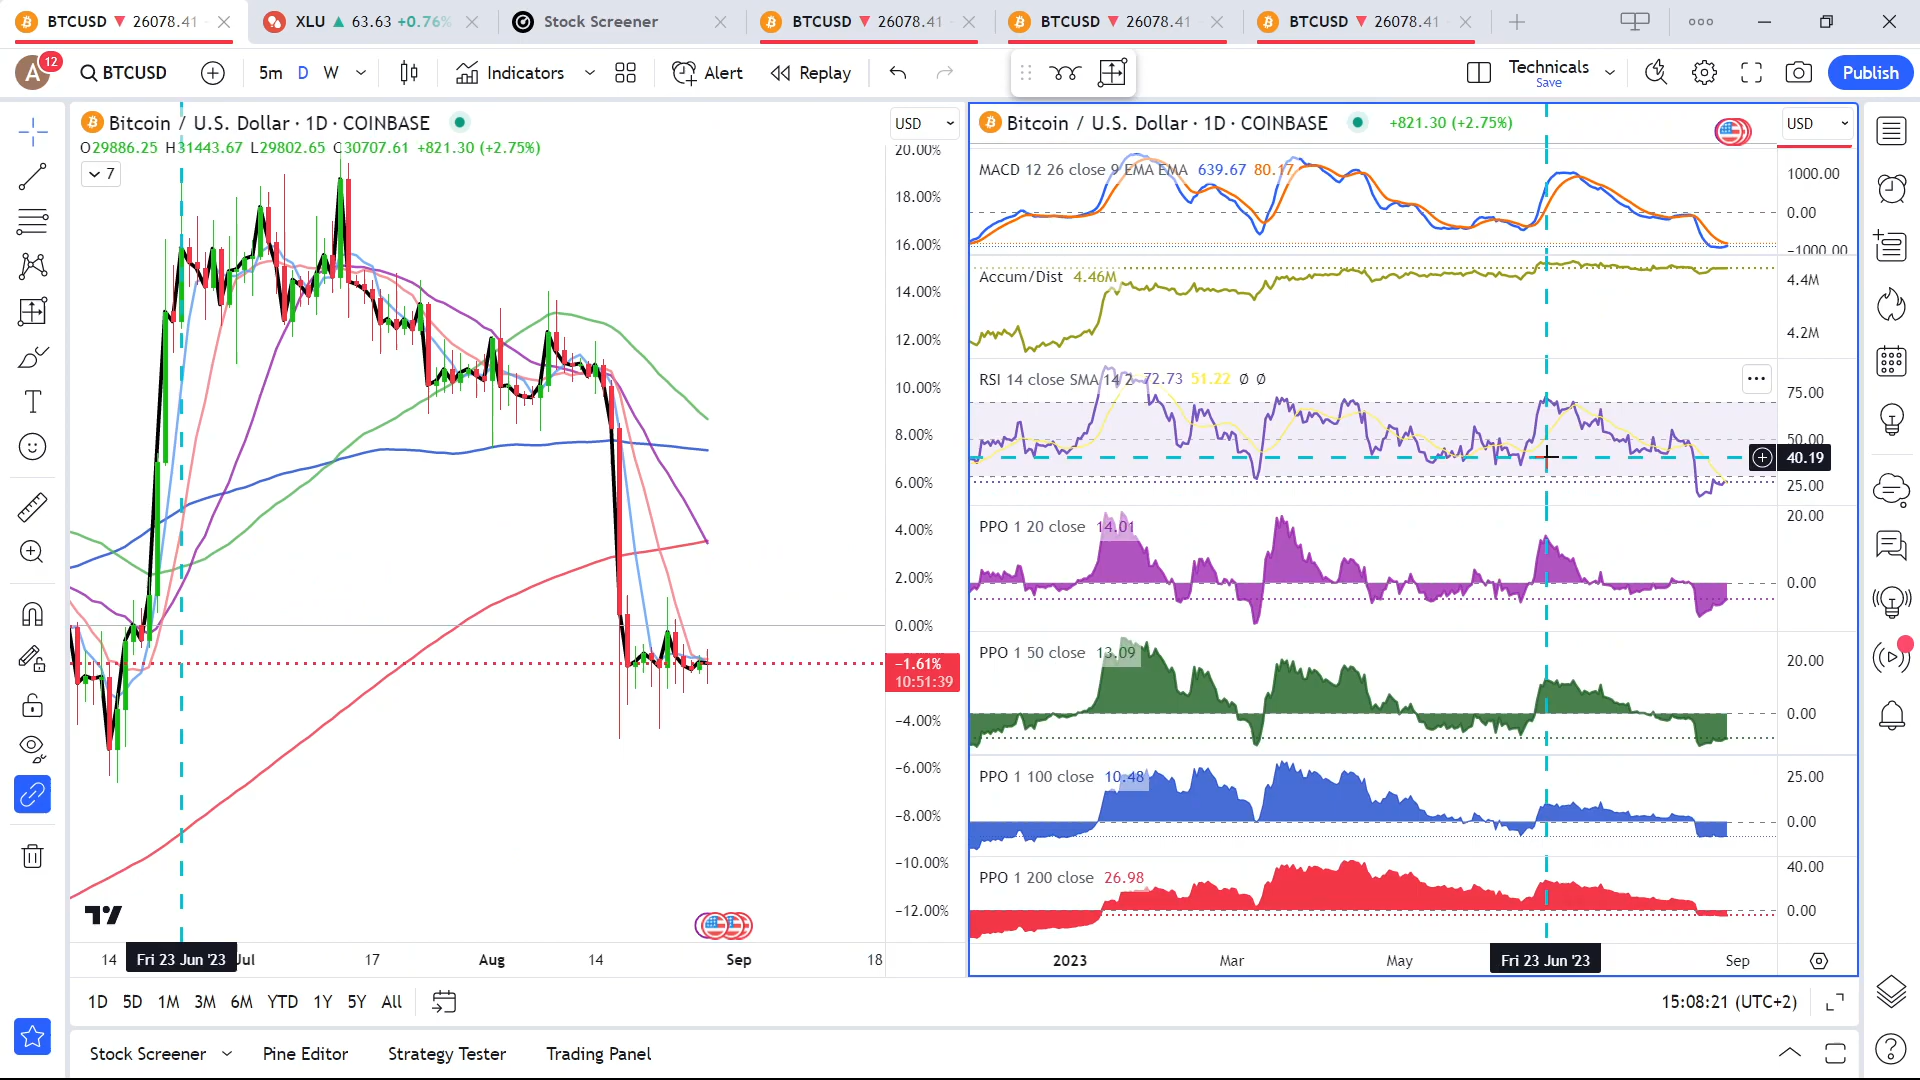 BTCUSD ▼ 26078.41
XLU ▲ 63.63 +0.76%
Stock Screener
BTCUSD ▼ 26078.41
BTCUSD ▼ 26078.41
BTCUSD ▼ 26078.41
A 12
BTCUSD
5m D W
Indicators
Alert
Replay
Technicals
Save
Publish
Bitcoin / U.S. Dollar · 1D · COINBASE
USD
O29886.25 H31443.67 L29802.65 C30707.61 +821.30 (+2.75%)
7
20.00%
18.00%
16.00%
14.00%
12.00%
10.00%
8.00%
6.00%
4.00%
2.00%
0.00%
−1.61%
10:51:39
−4.00%
−6.00%
−8.00%
−10.00%
−12.00%
14 Fri 23 Jun '23 Jul 17 Aug 14 Sep 18
Bitcoin / U.S. Dollar · 1D · COINBASE +821.30 (+2.75%)
USD
MACD 12 26 close 9 EMA EMA 639.67 80.17
1000.00
0.00
−1000.00
Accum/Dist 4.46M
4.4M
4.2M
RSI 14 close SMA 14 2 72.73 51.22 Ø Ø
75.00
50.00
40.19
25.00
PPO 1 20 close 14.01
20.00
0.00
PPO 1 50 close 13.09
20.00
0.00
PPO 1 100 close 10.48
25.00
0.00
PPO 1 200 close 26.98
40.00
0.00
2023 Mar May Fri 23 Jun '23 Sep
1D 5D 1M 3M 6M YTD 1Y 5Y All
15:08:21 (UTC+2)
Stock Screener Pine Editor Strategy Tester Trading Panel